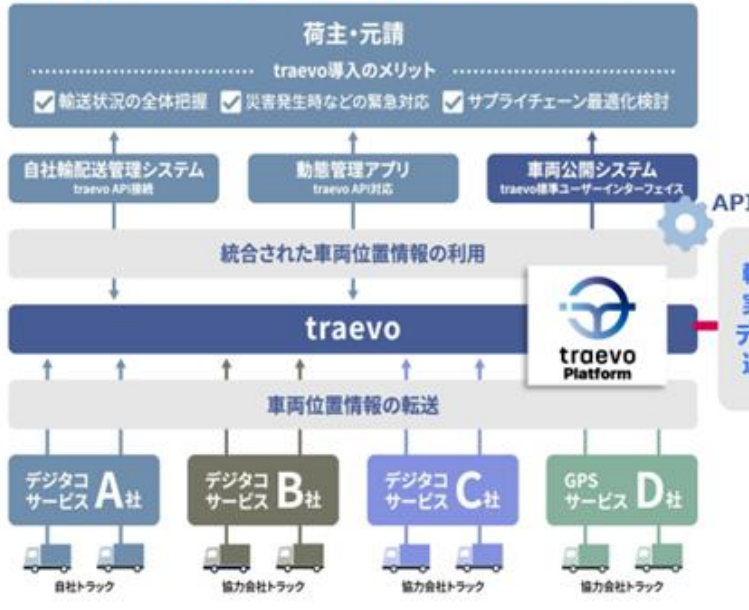 荷主・元請
traevo導入のメリット
輸送状況の全体把握 災害発生時などの緊急対応 サプライチェーン最適化検討
自社輸配送管理システム
traevo API接続
動態管理アプリ
traevo API対応
車両公開システム
traevo標準ユーザーインターフェイス
API
統合された車両位置情報の利用
traevo
traevo
Platform
車両位置情報の転送
デジタコ
サービス A社
デジタコ
サービス B社
デジタコ
サービス C社
GPS
サービス D社
自社トラック
協力会社トラック
協力会社トラック
協力会社トラック